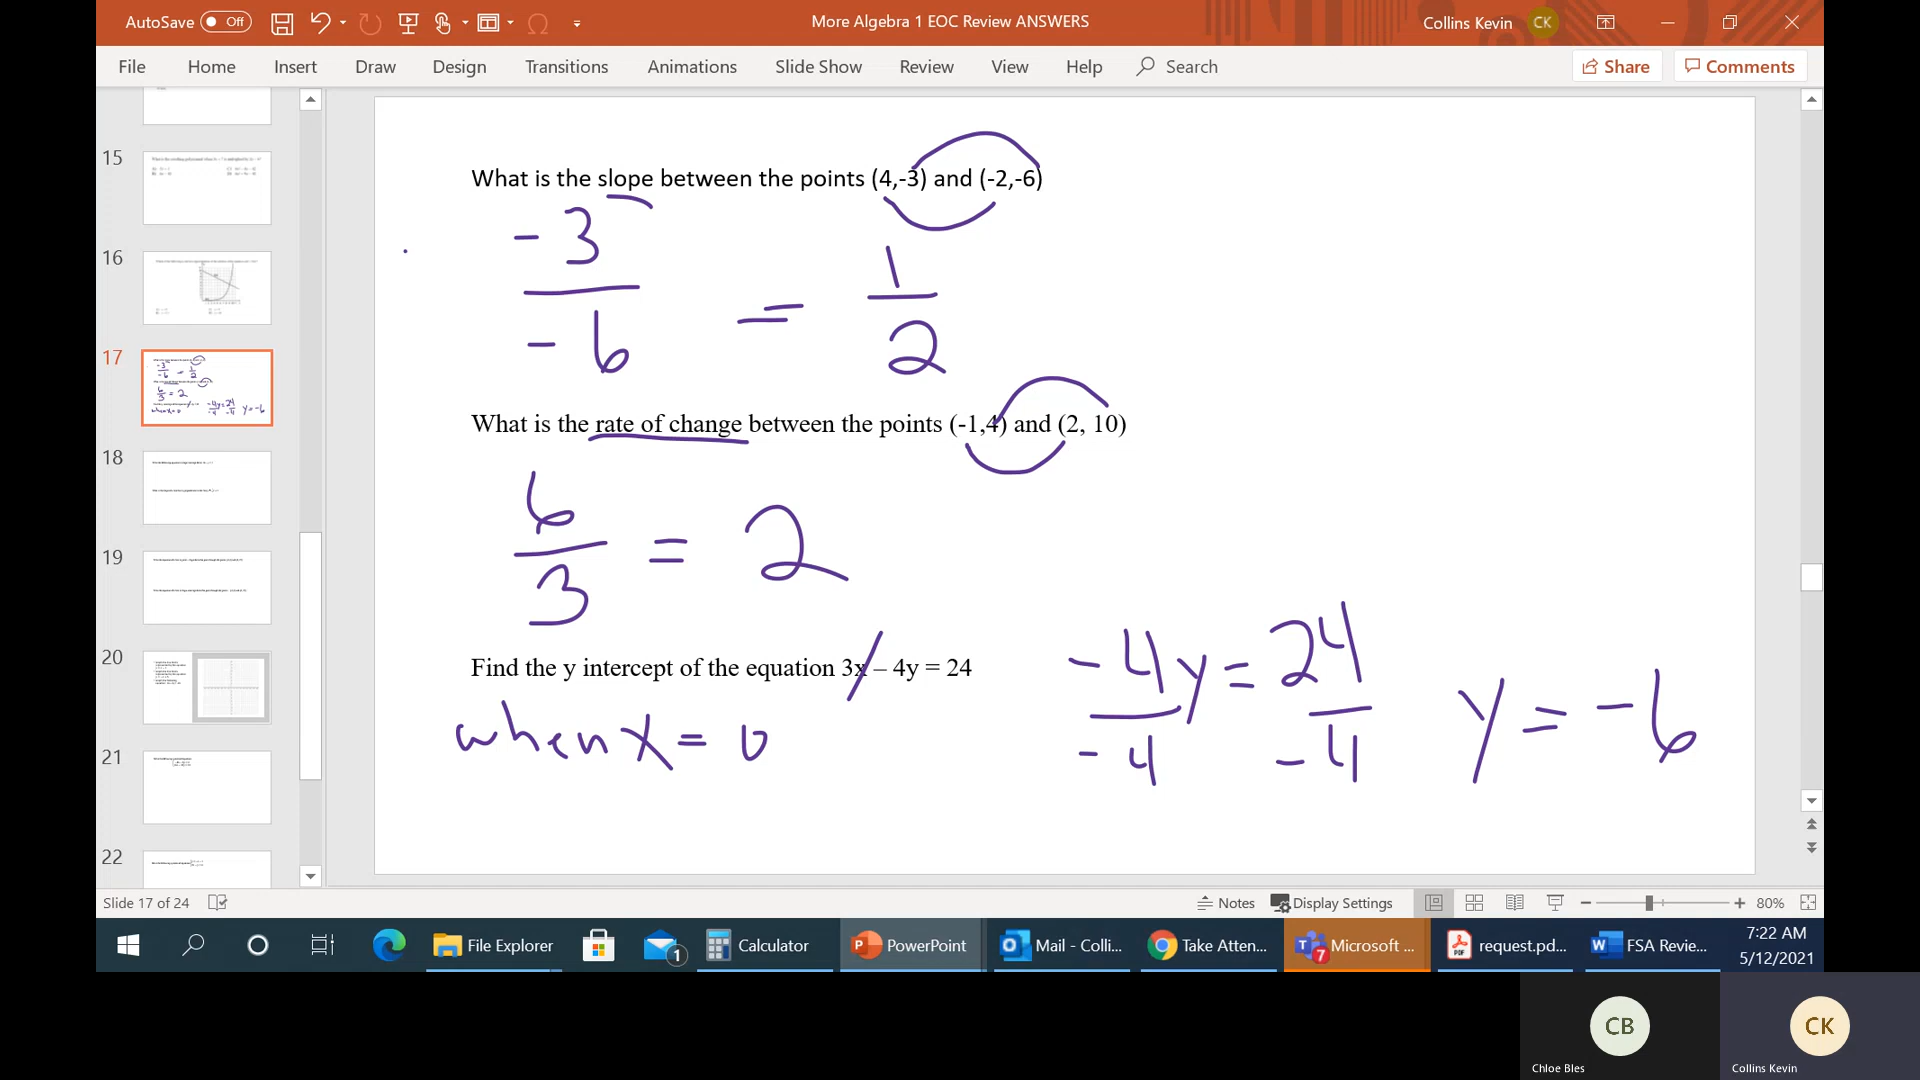 AutoSave Off
More Algebra 1 EOC Review ANSWERS
Collins Kevin CK
File Home Insert Draw Design Transitions Animations Slide Show Review View Help Search
Share Comments
15
16
17
18
19
20
21
22
What is the slope between the points (4,-3) and (-2,-6)
-3
-6
= 1
2
What is the rate of change between the points (-1,4) and (2, 10)
6
3
= 2
Find the y intercept of the equation 3x – 4y = 24
when x = 0
-4y = 24
-4 -4
y = -6
Slide 17 of 24
Notes Display Settings 80%
File Explorer
1
Calculator
PowerPoint
Mail - Colli...
Take Atten...
7
Microsoft ...
request.pd...
FSA Revie...
7:22 AM
5/12/2021
CB
Chloe Bles
CK
Collins Kevin